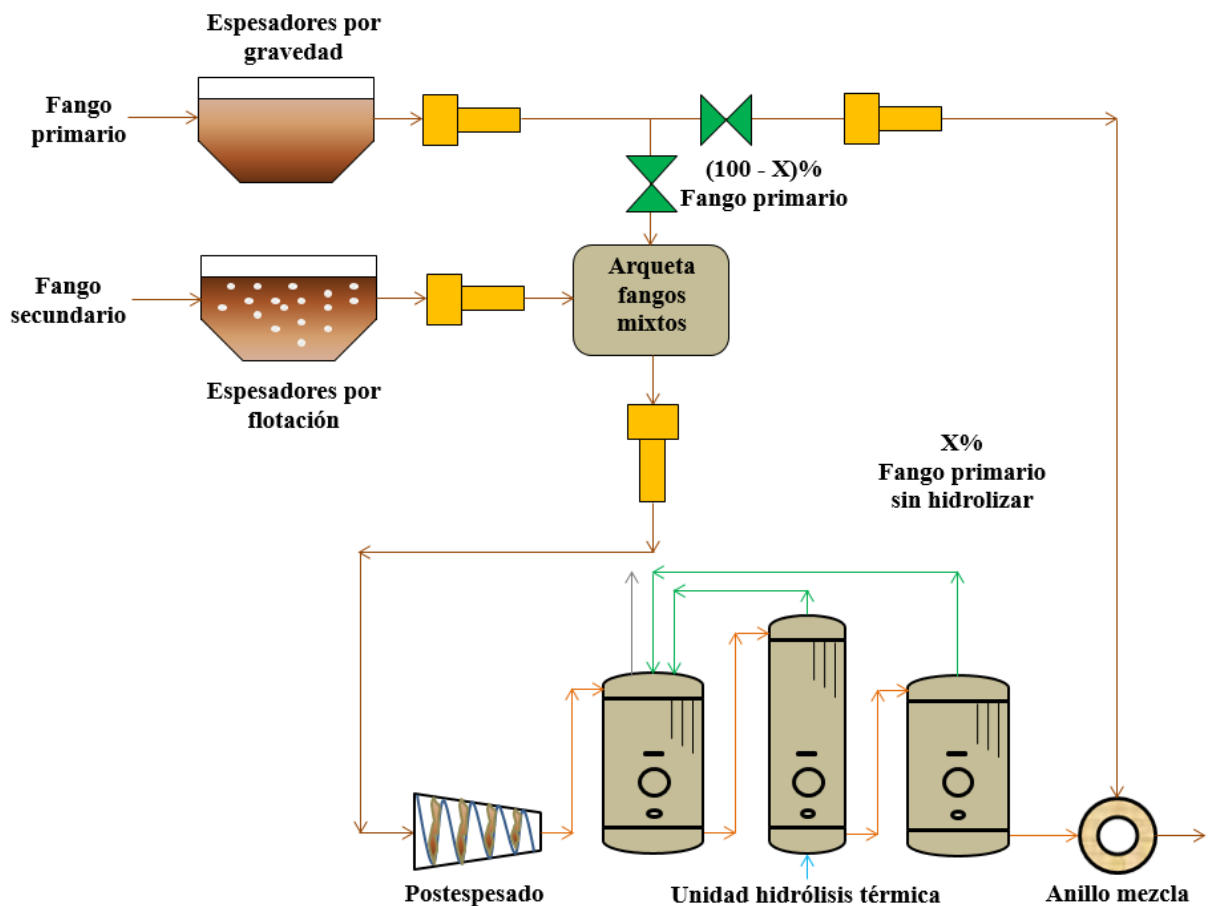 Espesadores por
gravedad
Fango
primario
(100 - X)%
Fango primario
Arqueta
fangos
mixtos
Fango
secundario
Espesadores por
flotación
X%
Fango primario
sin hidrolizar
Postespesado
Unidad hidrólisis térmica
Anillo mezcla